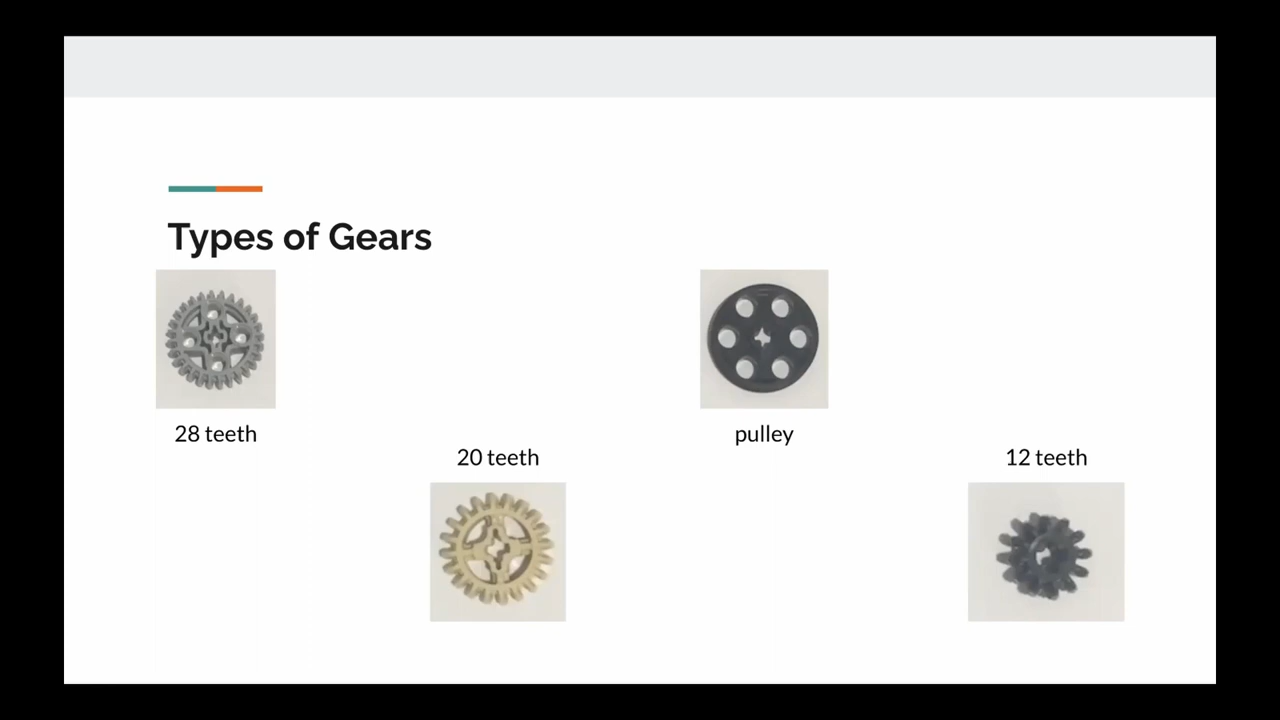 Types of Gears
28 teeth
pulley
20 teeth
12 teeth